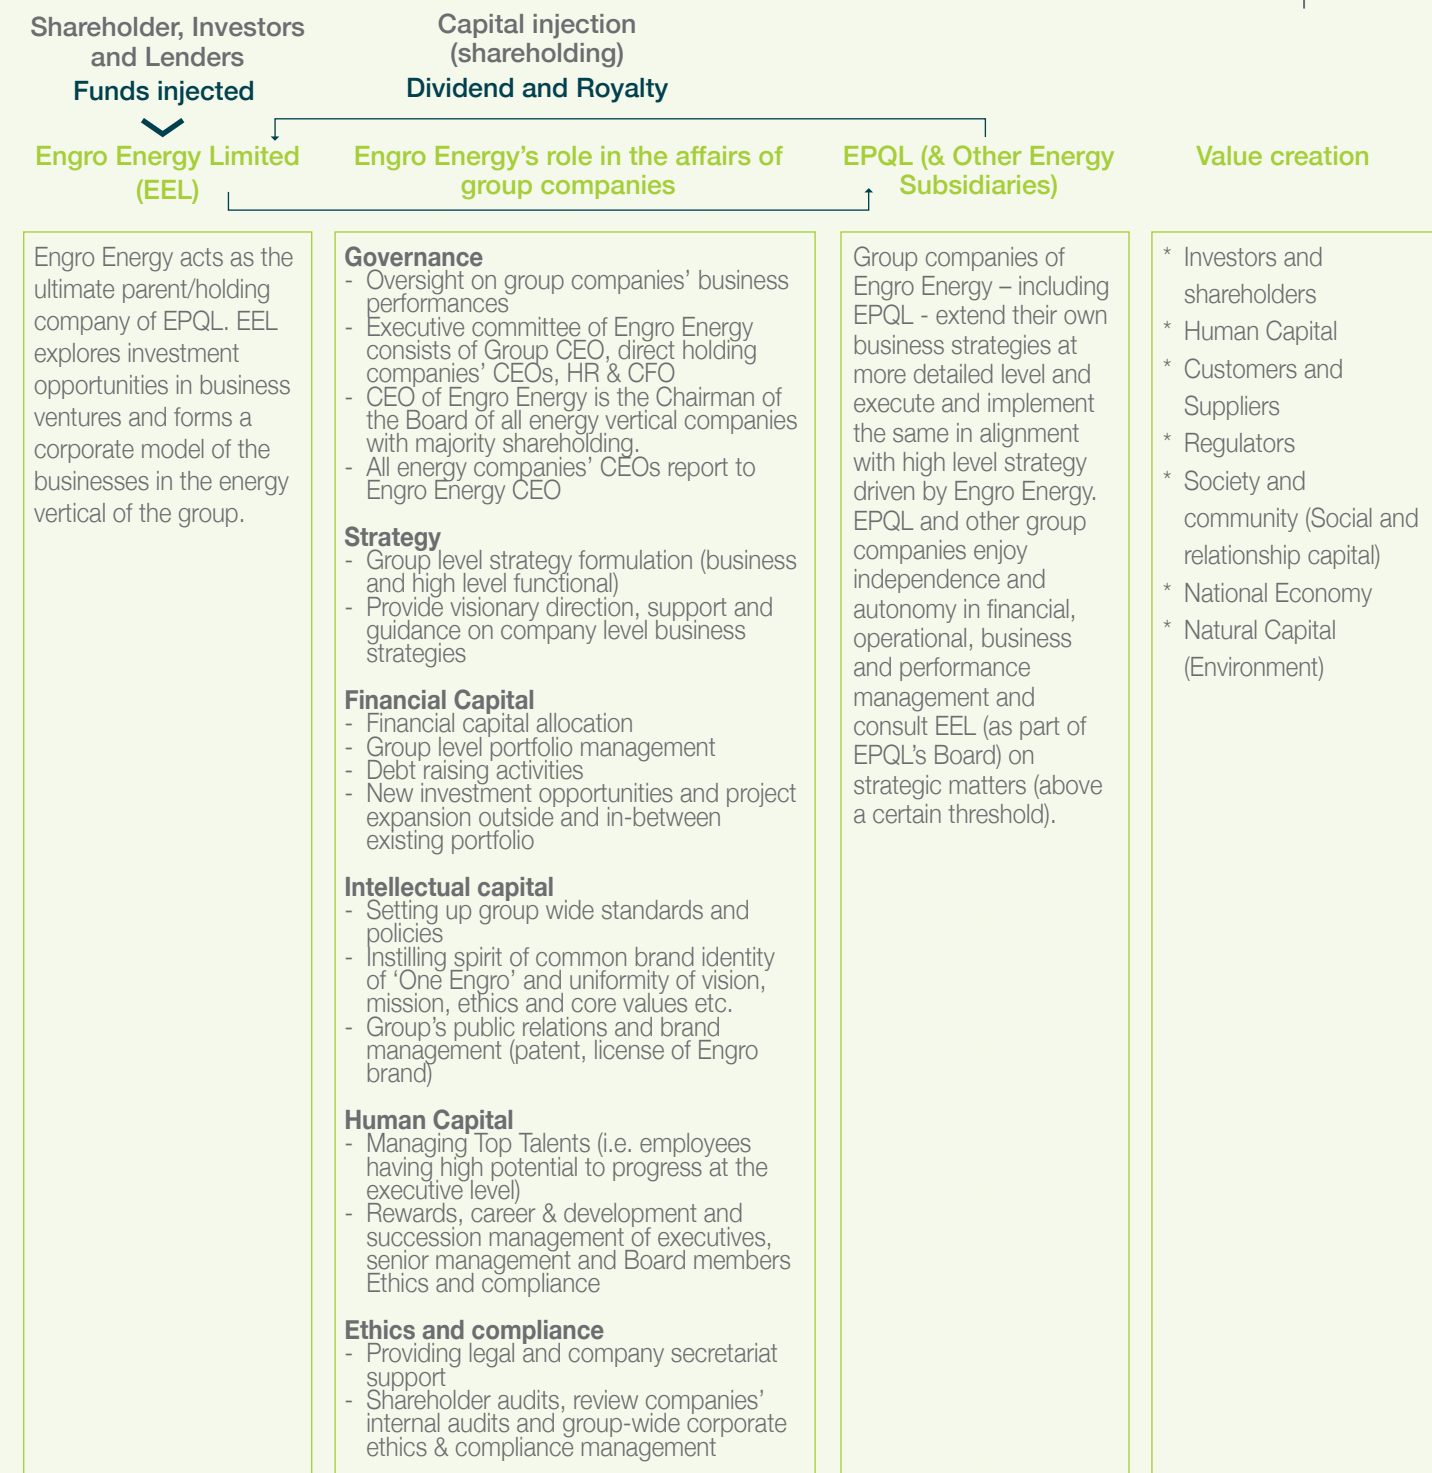 Shareholder, Investors
and Lenders
Funds injected
Capital injection
(shareholding)
Dividend and Royalty
Engro Energy Limited
(EEL)
Engro Energy's role in the affairs of
group companies
EPQL (& Other Energy
Subsidiaries)
Value creation
Engro Energy acts as the
ultimate parent/holding
company of EPQL. EEL
explores investment
opportunities in business
ventures and forms a
corporate model of the
businesses in the energy
vertical of the group.
Governance
- Oversight on group companies' business
performances
- Executive committee of Engro Energy
consists of Group CEO, direct holding
companies' CEOs, HR & CFO
- CEO of Engro Energy is the Chairman of
the Board of all energy vertical companies
with majority shareholding.
- All energy companies' CEOs report to
Engro Energy CEO
Strategy
- Group level strategy formulation (business
and high level functional)
- Provide visionary direction, support and
guidance on company level business
strategies
Financial Capital
- Financial capital allocation
- Group level portfolio management
- Debt raising activities
- New investment opportunities and project
expansion outside and in-between
existing portfolio
Intellectual capital
- Setting up group wide standards and
policies
- Instilling spirit of common brand identity
of 'One Engro' and uniformity of vision,
mission, ethics and core values etc.
- Group's public relations and brand
management (patent, license of Engro
brand)
Human Capital
- Managing Top Talents (i.e. employees
having high potential to progress at the
executive level)
- Rewards, career & development and
succession management of executives,
senior management and Board members
Ethics and compliance
Ethics and compliance
- Providing legal and company secretariat
support
- Shareholder audits, review companies'
internal audits and group-wide corporate
ethics & compliance management
Group companies of
Engro Energy – including
EPQL - extend their own
business strategies at
more detailed level and
execute and implement
the same in alignment
with high level strategy
driven by Engro Energy.
EPQL and other group
companies enjoy
independence and
autonomy in financial,
operational, business
and performance
management and
consult EEL (as part of
EPQL's Board) on
strategic matters (above
a certain threshold).
* Investors and
shareholders
* Human Capital
* Customers and
Suppliers
* Regulators
* Society and
community (Social and
relationship capital)
* National Economy
* Natural Capital
(Environment)